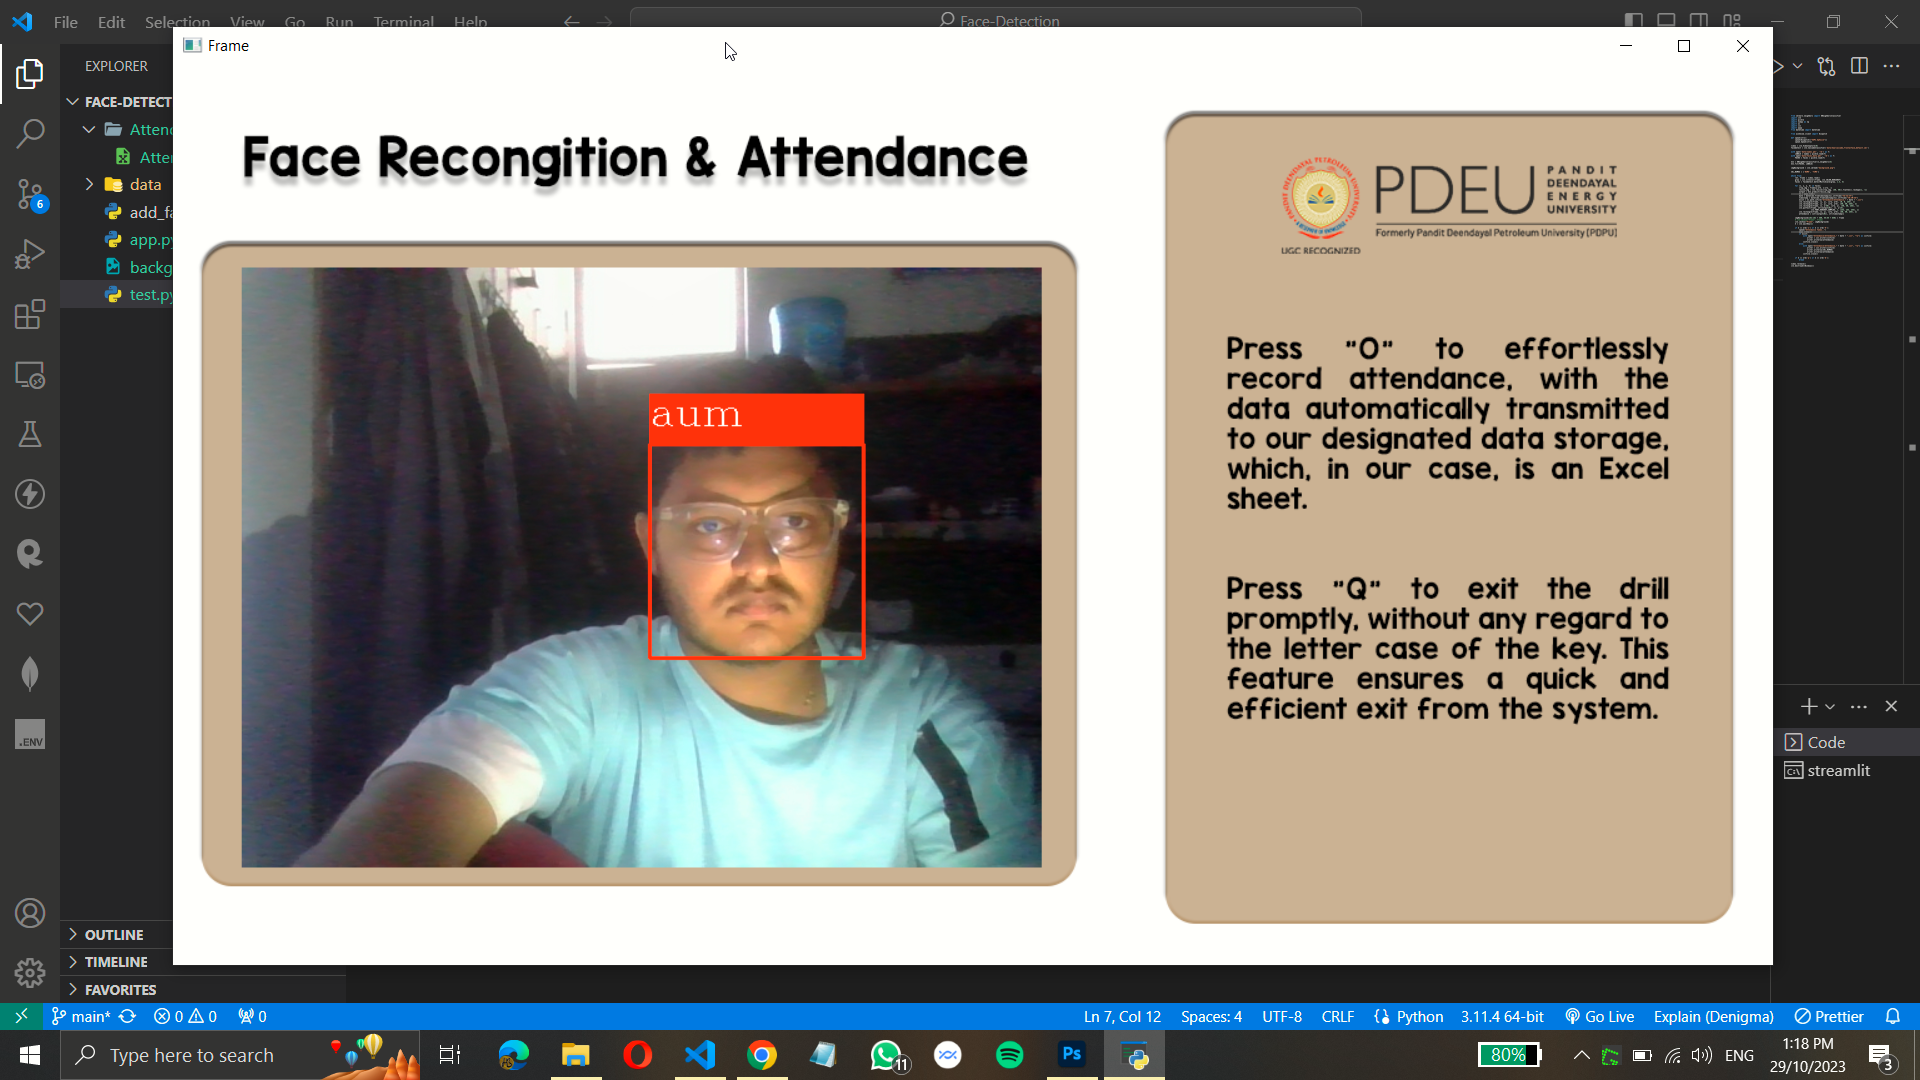 File Edit Selection View Go Run Terminal Help
Face-Detection
Frame
EXPLORER
FACE-DETECT
Attend
Atte
data
add_fa
app.py
backg
test.py
Face Recongition & Attendance
aum
PDEU
PANDIT
DEENDAYAL
ENERGY
UNIVERSITY
Formerly Pandit Deendayal Petroleum University (PDPU)
UGC RECOGNIZED
Press "O" to effortlessly
record attendance, with the
data automatically transmitted
to our designated data storage,
which, in our case, is an Excel
sheet.
Press "Q" to exit the drill
promptly, without any regard to
the letter case of the key. This
feature ensures a quick and
efficient exit from the system.
6
.ENV
Code
streamlit
OUTLINE
TIMELINE
FAVORITES
main* 0 0 0
Ln 7, Col 12 Spaces: 4 UTF-8 CRLF Python 3.11.4 64-bit Go Live Explain (Denigma) Prettier
Type here to search
11
Ps
80%
ENG
1:18 PM
29/10/2023
3